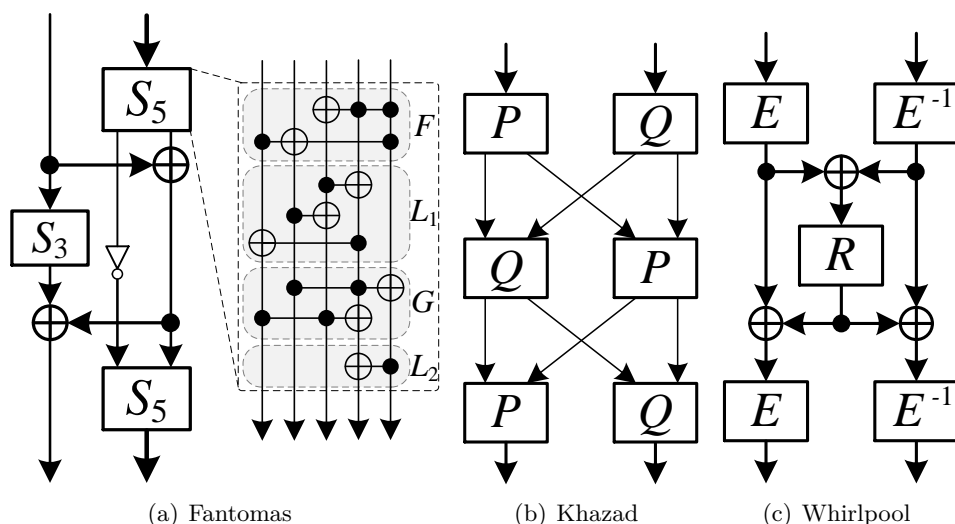 S5
F
L1
S3
G
L2
S5
(a) Fantomas
P Q
Q P
P Q
(b) Khazad
E E-1
R
E E-1
(c) Whirlpool